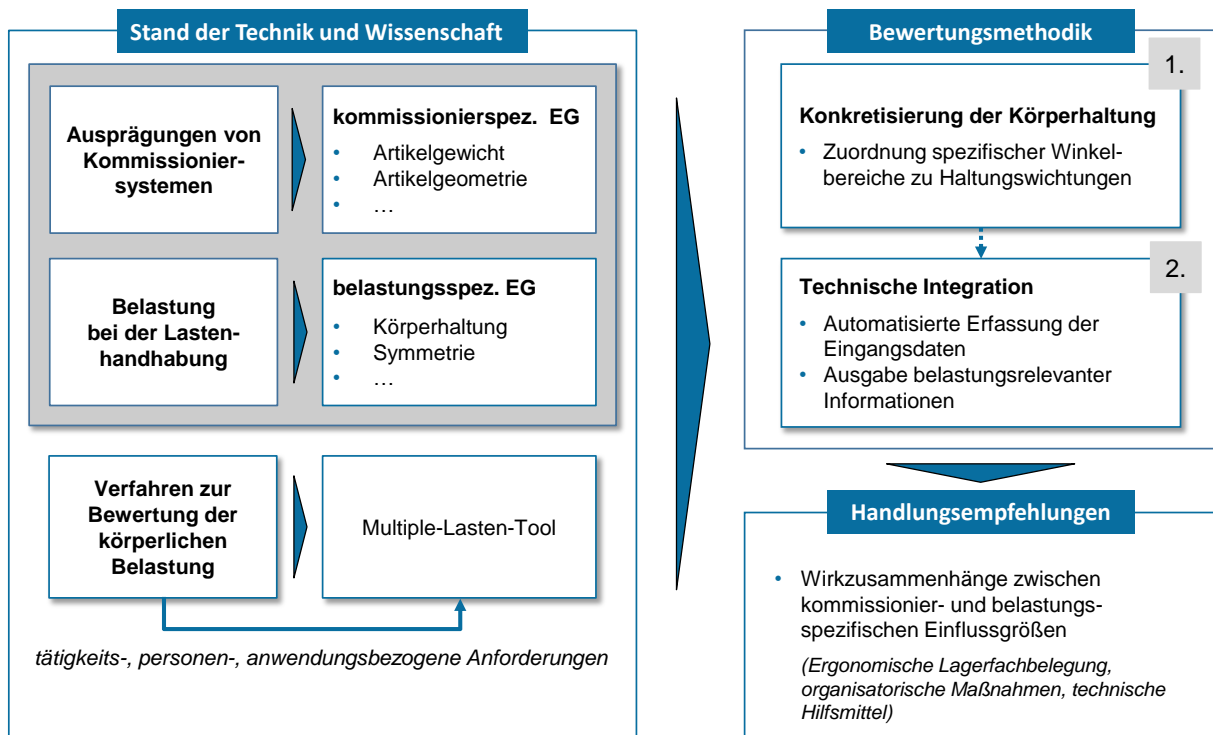 Stand der Technik und Wissenschaft
Ausprägungen von
Kommissionier-
systemen
kommissionierspez. EG
• Artikelgewicht
• Artikelgeometrie
• …
Belastung
bei der Lasten-
handhabung
belastungsspez. EG
• Körperhaltung
• Symmetrie
• …
Verfahren zur
Bewertung der
körperlichen
Belastung
Multiple-Lasten-Tool
tätigkeits-, personen-, anwendungsbezogene Anforderungen
Bewertungsmethodik
1.
Konkretisierung der Körperhaltung
• Zuordnung spezifischer Winkel-
bereiche zu Haltungswichtungen
2.
Technische Integration
• Automatisierte Erfassung der
Eingangsdaten
• Ausgabe belastungsrelevanter
Informationen
Handlungsempfehlungen
• Wirkzusammenhänge zwischen
kommissionier- und belastungs-
spezifischen Einflussgrößen
(Ergonomische Lagerfachbelegung,
organisatorische Maßnahmen, technische
Hilfsmittel)